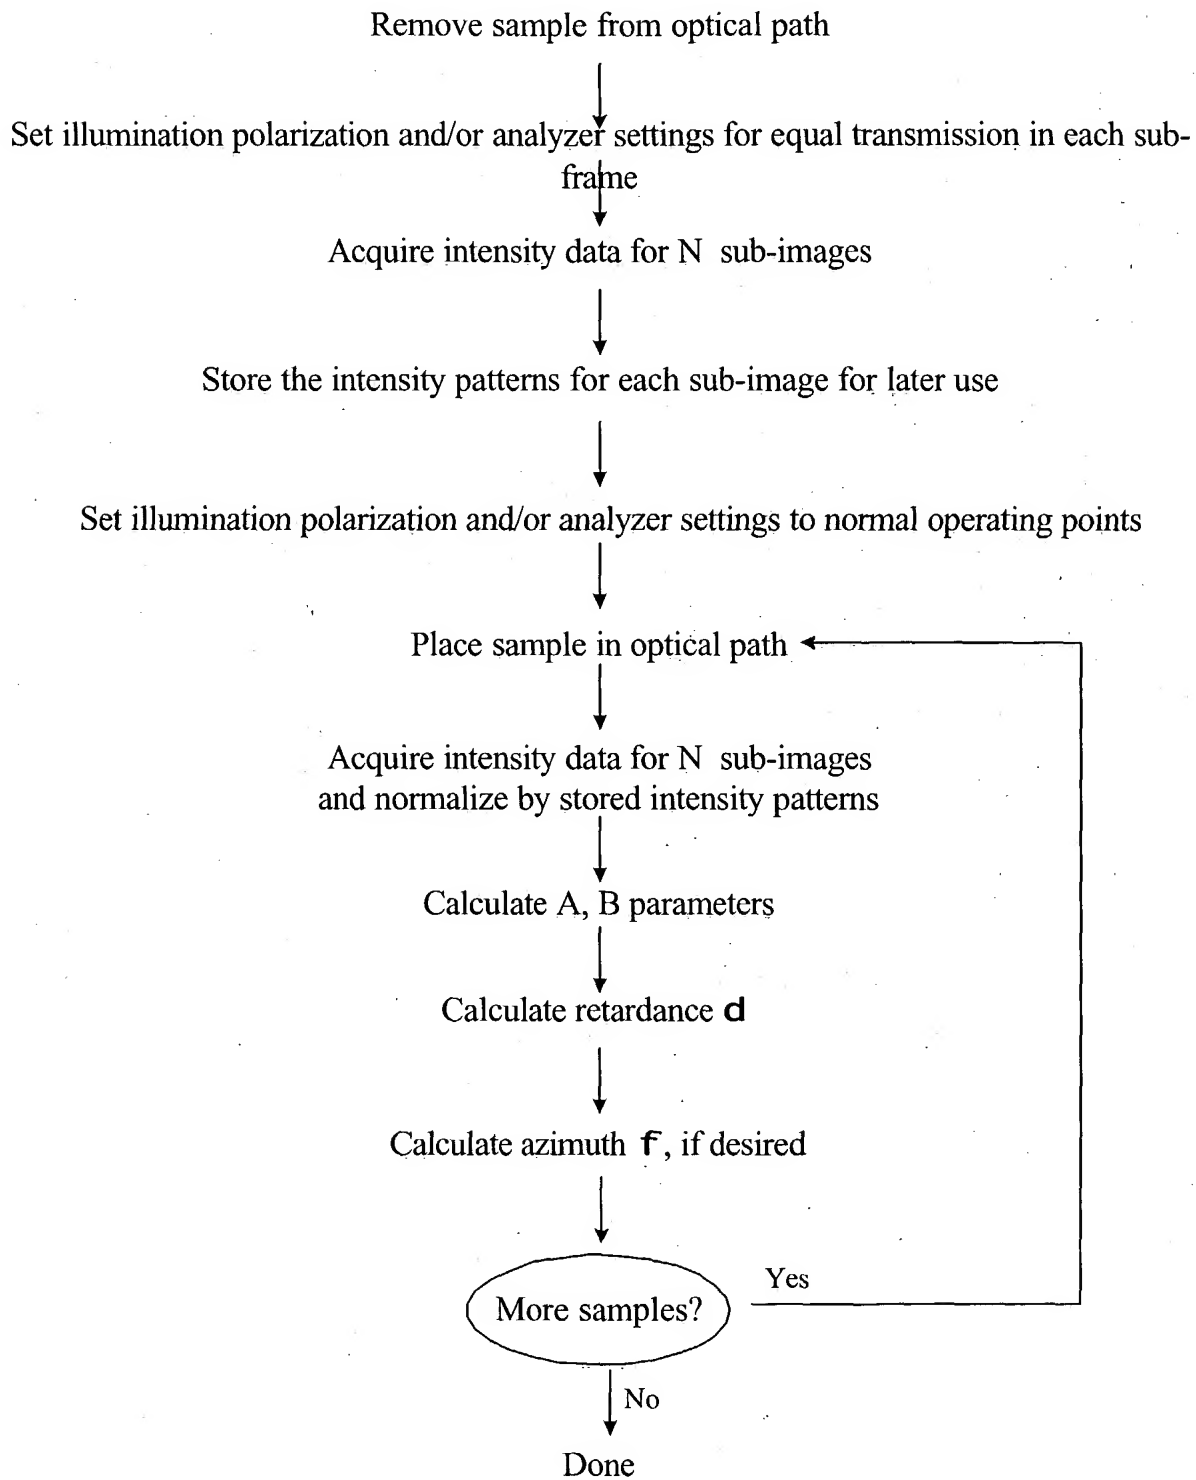 Remove sample from optical path
Set illumination polarization and/or analyzer settings for equal transmission in each sub-
frame
Acquire intensity data for N sub-images
Store the intensity patterns for each sub-image for later use
Set illumination polarization and/or analyzer settings to normal operating points
Place sample in optical path
Acquire intensity data for N sub-images
and normalize by stored intensity patterns
Calculate A, B parameters
Calculate retardance d
Calculate azimuth f, if desired
More samples?
Yes
No
Done